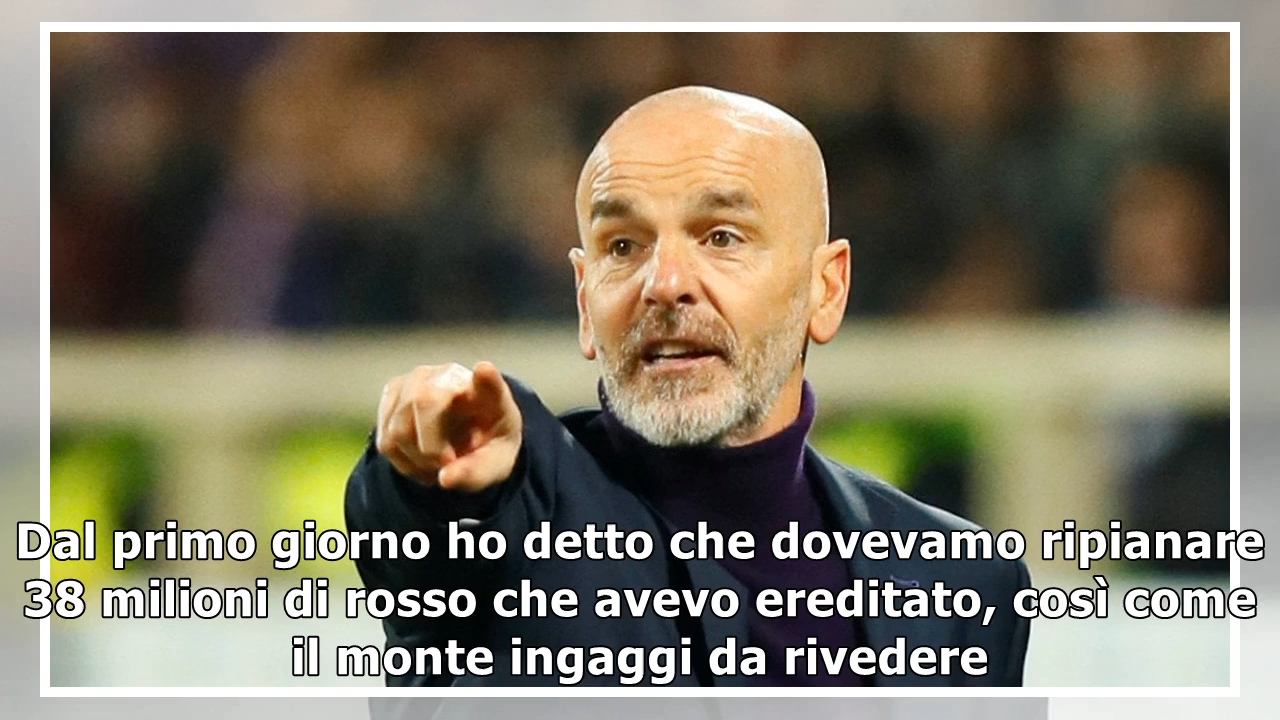 Dal primo giorno ho detto che dovevamo ripianare
38 milioni di rosso che avevo ereditato, così come
il monte ingaggi da rivedere